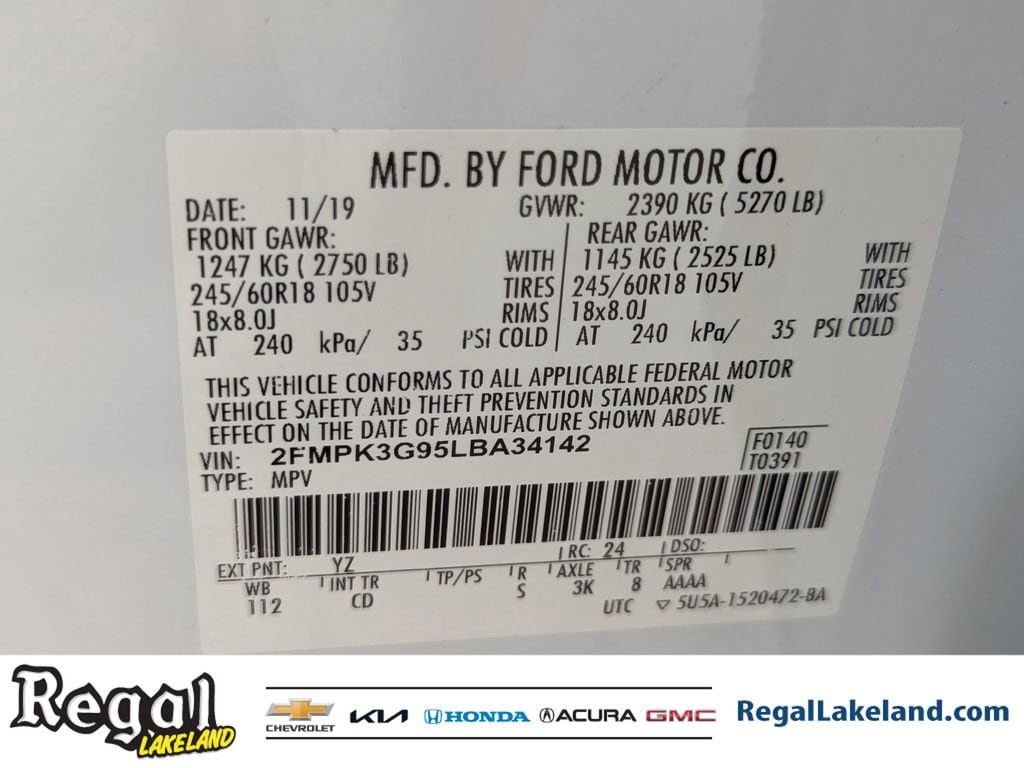 MFD. BY FORD MOTOR CO.
DATE: 11/19 GVWR: 2390 KG ( 5270 LB)
FRONT GAWR: REAR GAWR:
1247 KG ( 2750 LB) WITH 1145 KG ( 2525 LB) WITH
245/60R18 105V TIRES 245/60R18 105V TIRES
18x8.0J RIMS 18x8.0J RIMS
AT 240 kPa/ 35 PSI COLD AT 240 kPa/ 35 PSI COLD
THIS VEHICLE CONFORMS TO ALL APPLICABLE FEDERAL MOTOR
VEHICLE SAFETY AND THEFT PREVENTION STANDARDS IN
EFFECT ON THE DATE OF MANUFACTURE SHOWN ABOVE.
VIN: 2FMPK3G95LBA34142 F0140
TYPE: MPV T0391
EXT PNT: YZ RC: 24 DSO:
WB INT TR TP/PS R AXLE TR SPR
112 CD S 3K 8 AAAA
UTC ▽ 5U5A-1520472-BA
Regal LAKELAND
CHEVROLET KIA HONDA ACURA GMC
RegalLakeland.com